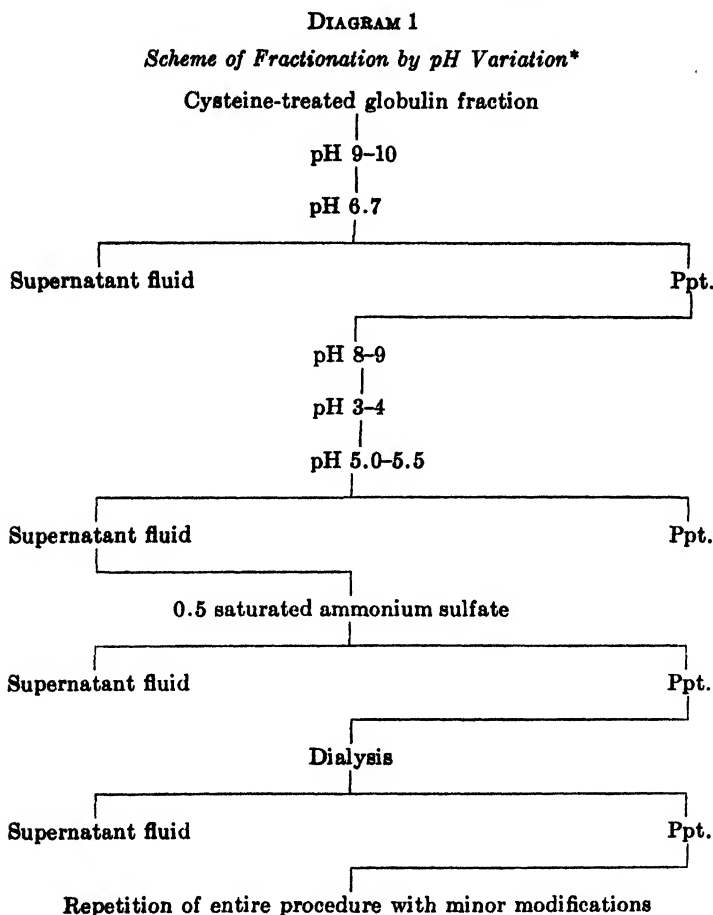 DIAGRAM 1
Scheme of Fractionation by pH Variation*
Cysteine-treated globulin fraction
pH 9–10
pH 6.7
Supernatant fluid Ppt.
pH 8–9
pH 3–4
pH 5.0–5.5
Supernatant fluid Ppt.
0.5 saturated ammonium sulfate
Supernatant fluid Ppt.
Dialysis
Supernatant fluid Ppt.
Repetition of entire procedure with minor modifications